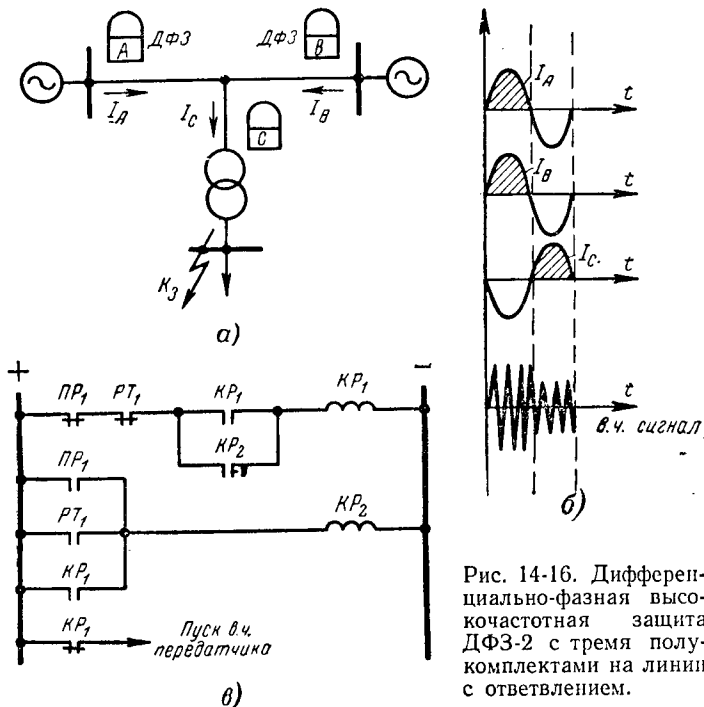 ДФЗ
ДФЗ
A
B
I_A
I_C
I_B
C
К₃
а)
I_A
t
I_B
t
I_C
t
t
в.ч. сигнал
б)
+
−
ПР₁ РТ₁ КР₁ КР₁
КР₂
ПР₁
РТ₁
КР₂
КР₁
КР₁
Пуск в.ч.
передатчика
в)
Рис. 14-16. Дифферен-
циально-фазная высо-
кочастотная защита
ДФЗ-2 с тремя полу-
комплектами на линии
с ответвлением.